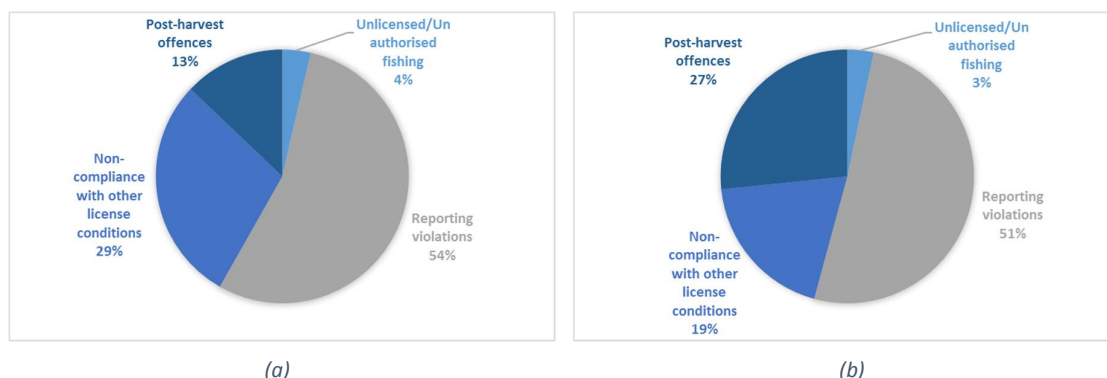 Post-harvest
offences
13%
Unlicensed/Un
authorised
fishing
4%
Non-
compliance
with other
license
conditions
29%
Reporting
violations
54%
(a)
Post-harvest
offences
27%
Unlicensed/Un
authorised
fishing
3%
Reporting
violations
51%
Non-
compliance
with other
license
conditions
19%
(b)